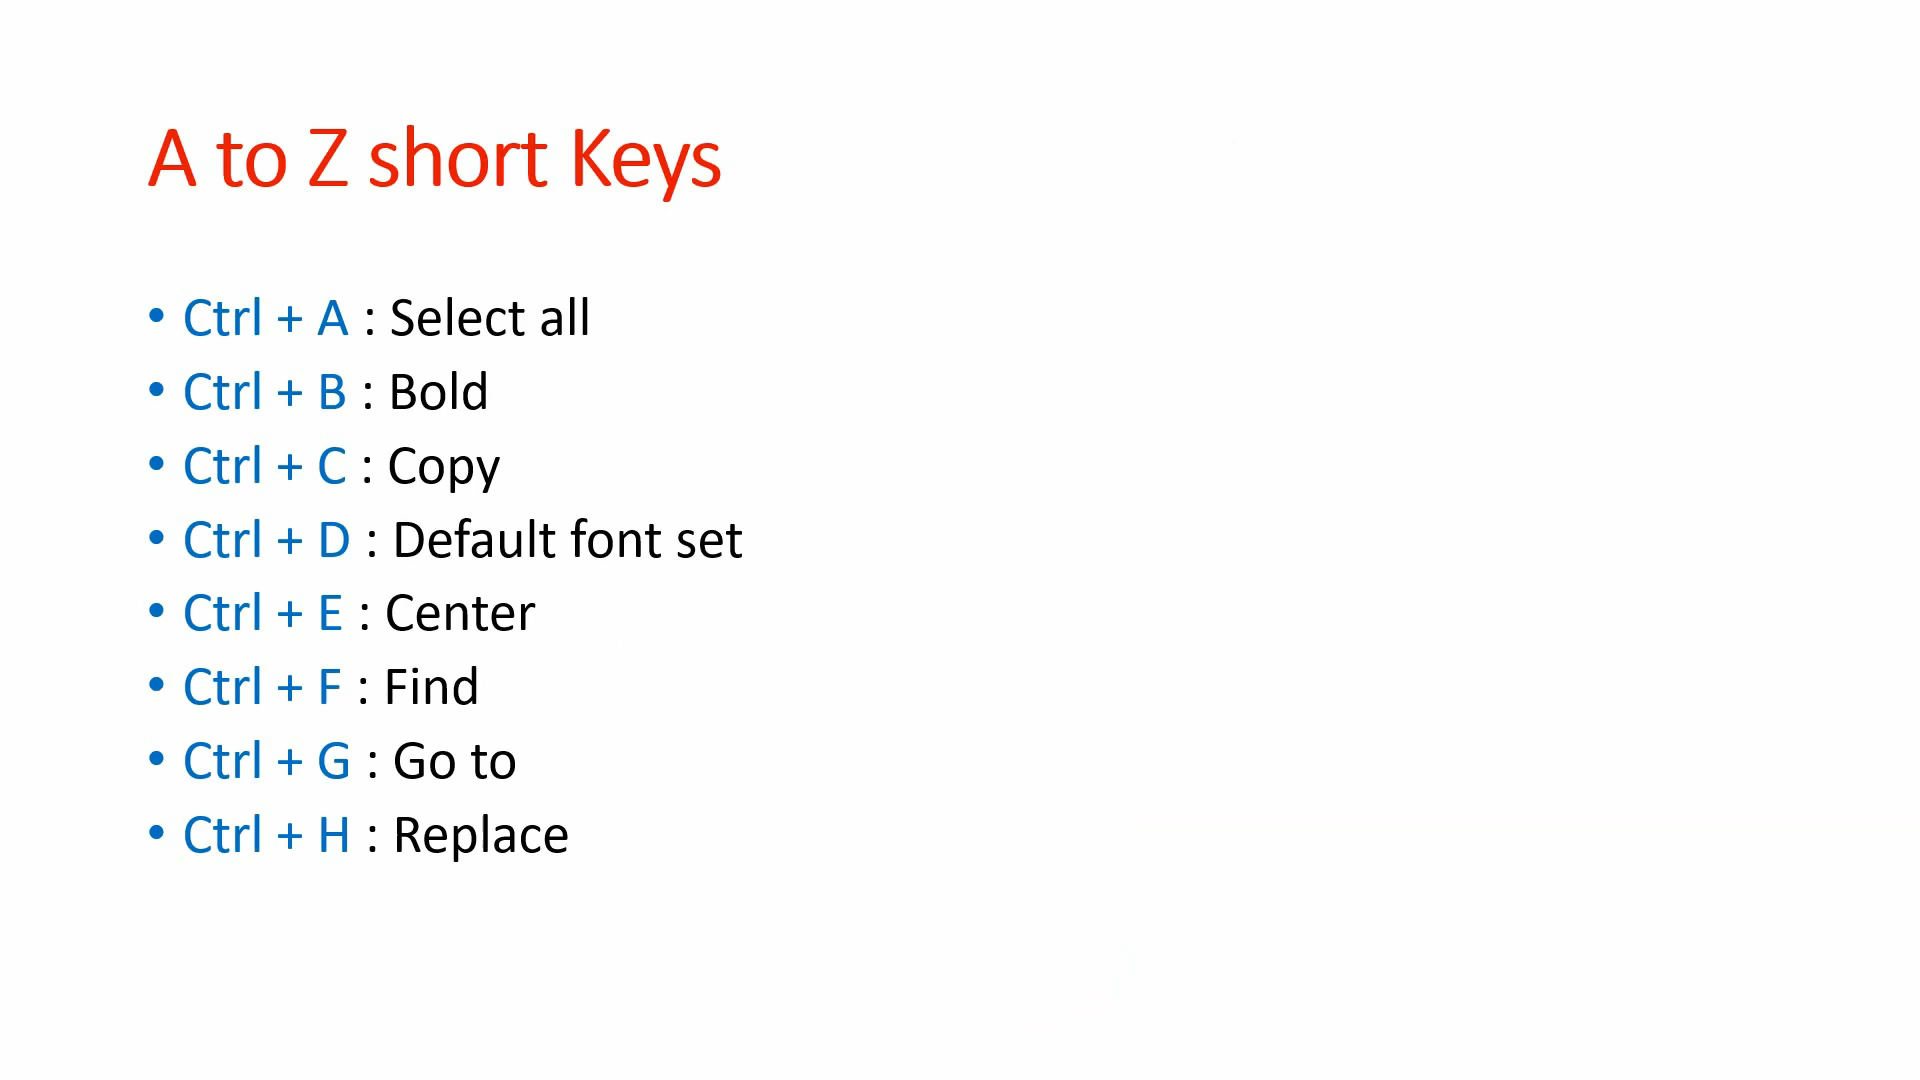 A to Z short Keys
• Ctrl + A : Select all
• Ctrl + B : Bold
• Ctrl + C : Copy
• Ctrl + D : Default font set
• Ctrl + E : Center
• Ctrl + F : Find
• Ctrl + G : Go to
• Ctrl + H : Replace